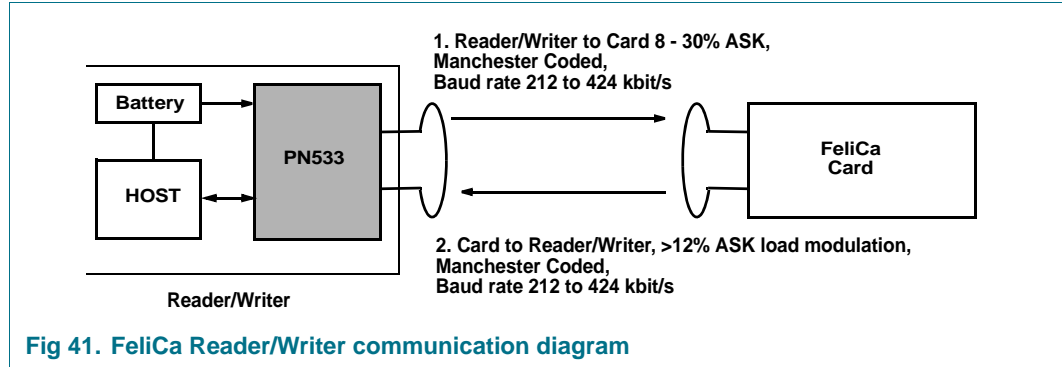 1. Reader/Writer to Card 8 - 30% ASK,
Manchester Coded,
Baud rate 212 to 424 kbit/s
Battery
PN533
HOST
FeliCa
Card
2. Card to Reader/Writer, >12% ASK load modulation,
Manchester Coded,
Baud rate 212 to 424 kbit/s
Reader/Writer
Fig 41. FeliCa Reader/Writer communication diagram